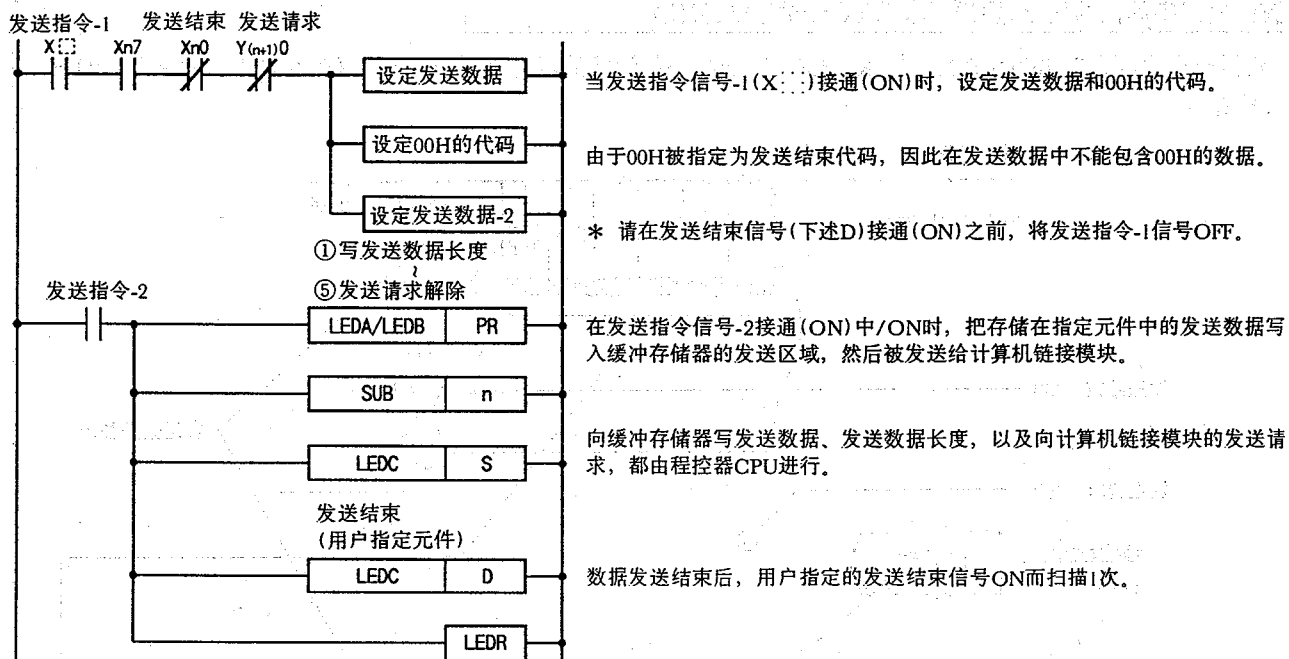 发送指令-1 发送结束 发送请求
X Xn7 Xn0 Y(n+1)0
设定发送数据
当发送指令信号-1(X )接通(ON)时，设定发送数据和00H的代码。
设定00H的代码
由于00H被指定为发送结束代码，因此在发送数据中不能包含00H的数据。
设定发送数据-2
* 请在发送结束信号(下述D)接通(ON)之前，将发送指令-1信号OFF。
①写发送数据长度
~
⑤发送请求解除
发送指令-2
LEDA/LEDB PR
在发送指令信号-2接通(ON)中/ON时，把存储在指定元件中的发送数据写
入缓冲存储器的发送区域，然后被发送给计算机链接模块。
SUB n
向缓冲存储器写发送数据、发送数据长度，以及向计算机链接模块的发送请
求，都由程控器CPU进行。
LEDC S
发送结束
(用户指定元件)
LEDC D
数据发送结束后，用户指定的发送结束信号ON而扫描1次。
LEDR